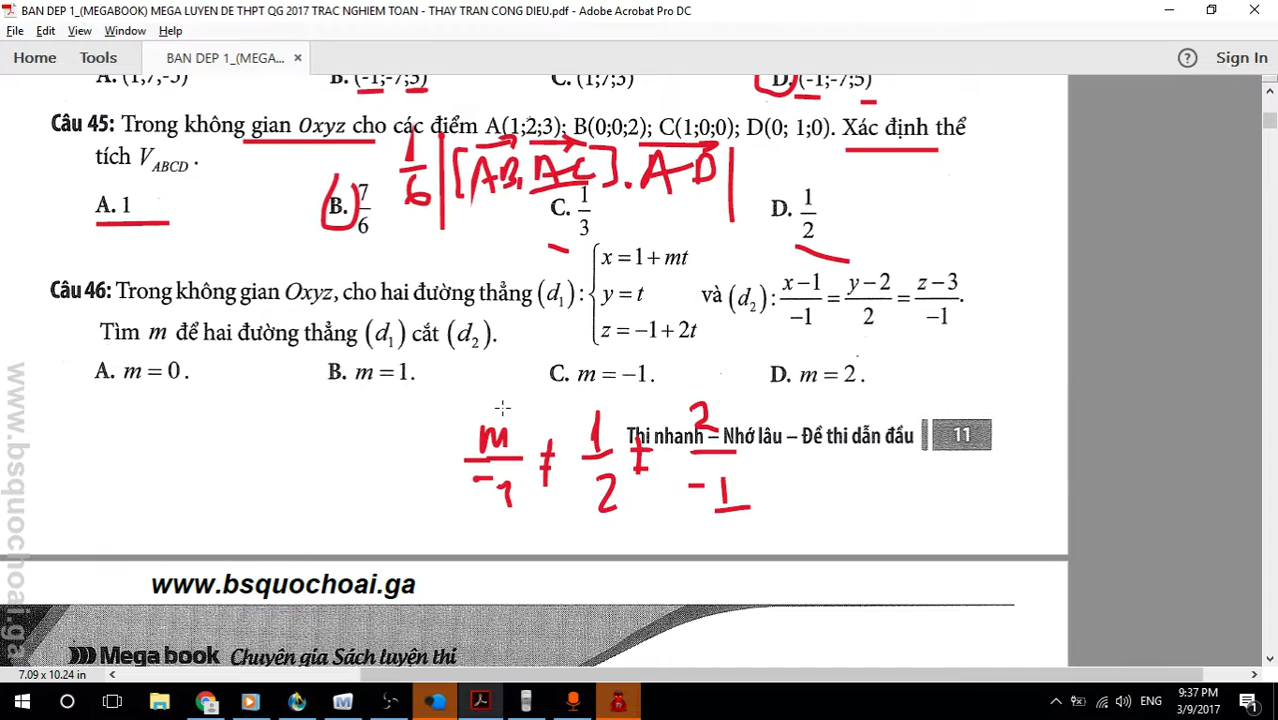 BAN DEP 1_(MEGABOOK) MEGA LUYEN DE THPT QG 2017 TRAC NGHIEM TOAN - THAY TRAN CONG DIEU.pdf - Adobe Acrobat Pro DC
File Edit View Window Help
Home Tools BAN DEP 1_(MEGA... × Sign In
A. (1;7;-5) B. (-1;-7;5) C. (1;7;3) D. (-1;-7;5)
Câu 45: Trong không gian Oxyz cho các điểm A(1;2;3); B(0;0;2); C(1;0;0); D(0; 1;0). Xác định thể
tích V_ABCD .
1/6 |[AB, AC] . AD|
A. 1 B. 7/6 C. 1/3 D. 1/2
Câu 46: Trong không gian Oxyz, cho hai đường thẳng (d₁) : { x = 1 + mt
y = t
z = −1 + 2t
và (d₂) : x−1/−1 = y−2/2 = z−3/−1.
Tìm m để hai đường thẳng (d₁) cắt (d₂).
A. m = 0. B. m = 1. C. m = −1. D. m = 2.
Thi nhanh – Nhớ lâu – Đề thi dẫn đầu 11
m/-1 ≠ 1/2 ≠ 2/-1
www.bsquochoai.ga
www.bsquochoai.ga
Megabook Chuyên gia Sách luyện thi
7.09 x 10.24 in
ENG 9:37 PM
3/9/2017